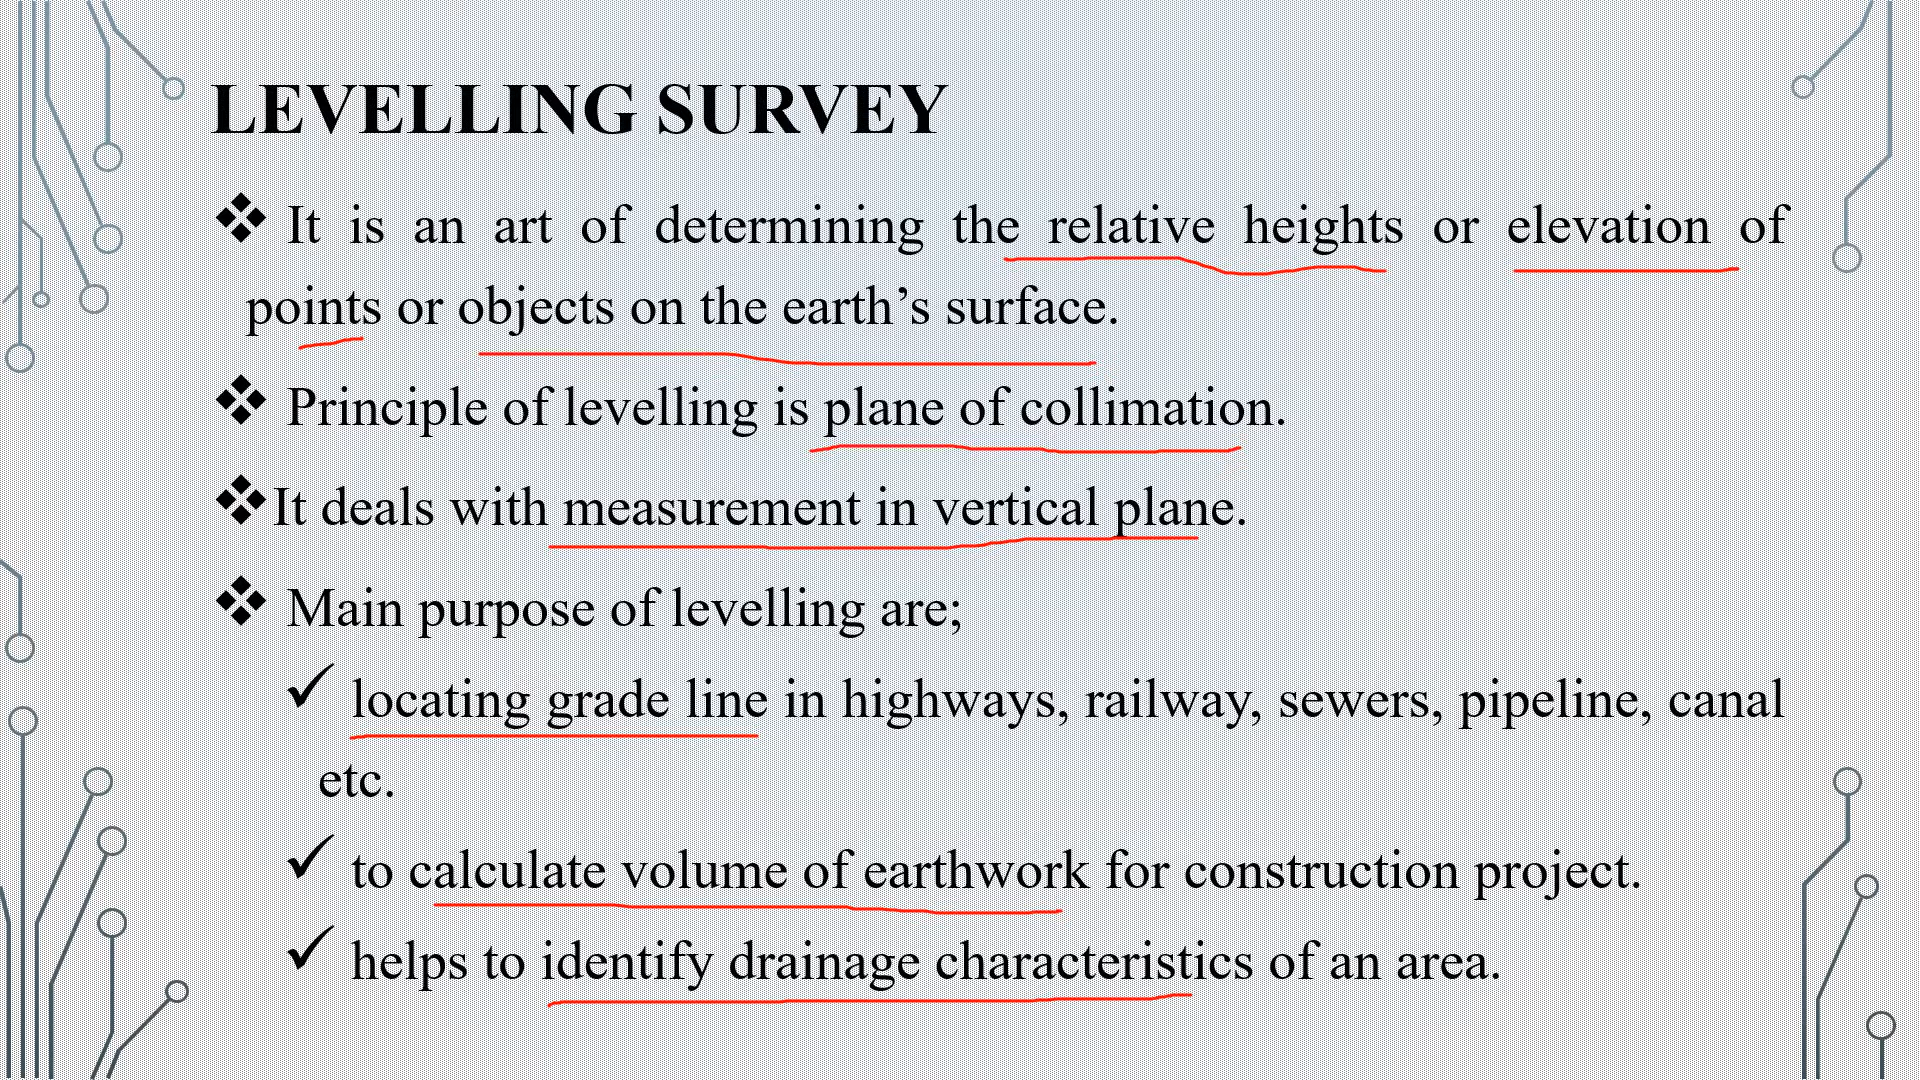 LEVELLING SURVEY
❖ It is an art of determining the relative heights or elevation of
points or objects on the earth’s surface.
❖ Principle of levelling is plane of collimation.
❖It deals with measurement in vertical plane.
❖ Main purpose of levelling are;
✓ locating grade line in highways, railway, sewers, pipeline, canal
etc.
✓ to calculate volume of earthwork for construction project.
✓ helps to identify drainage characteristics of an area.